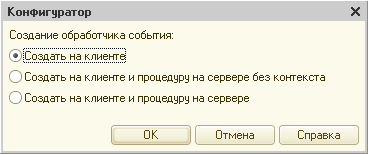 Конфигуратор
Создание обработчика события:
Создать на клиенте
Создать на клиенте и процедуру на сервере без контекста
Создать на клиенте и процедуру на сервере
OK Отмена Справка